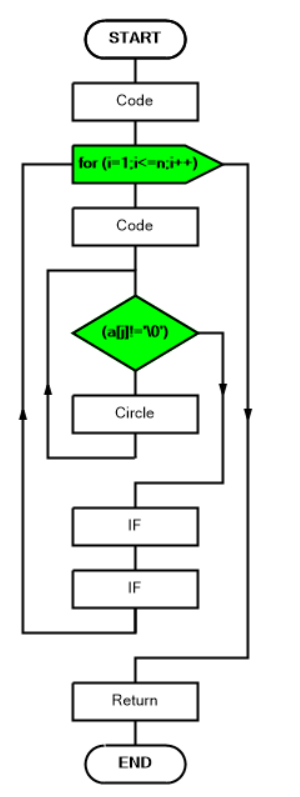 START
Code
for (i=1;i<=n;i++)
Code
(a[j]!='\0')
Circle
IF
IF
Return
END